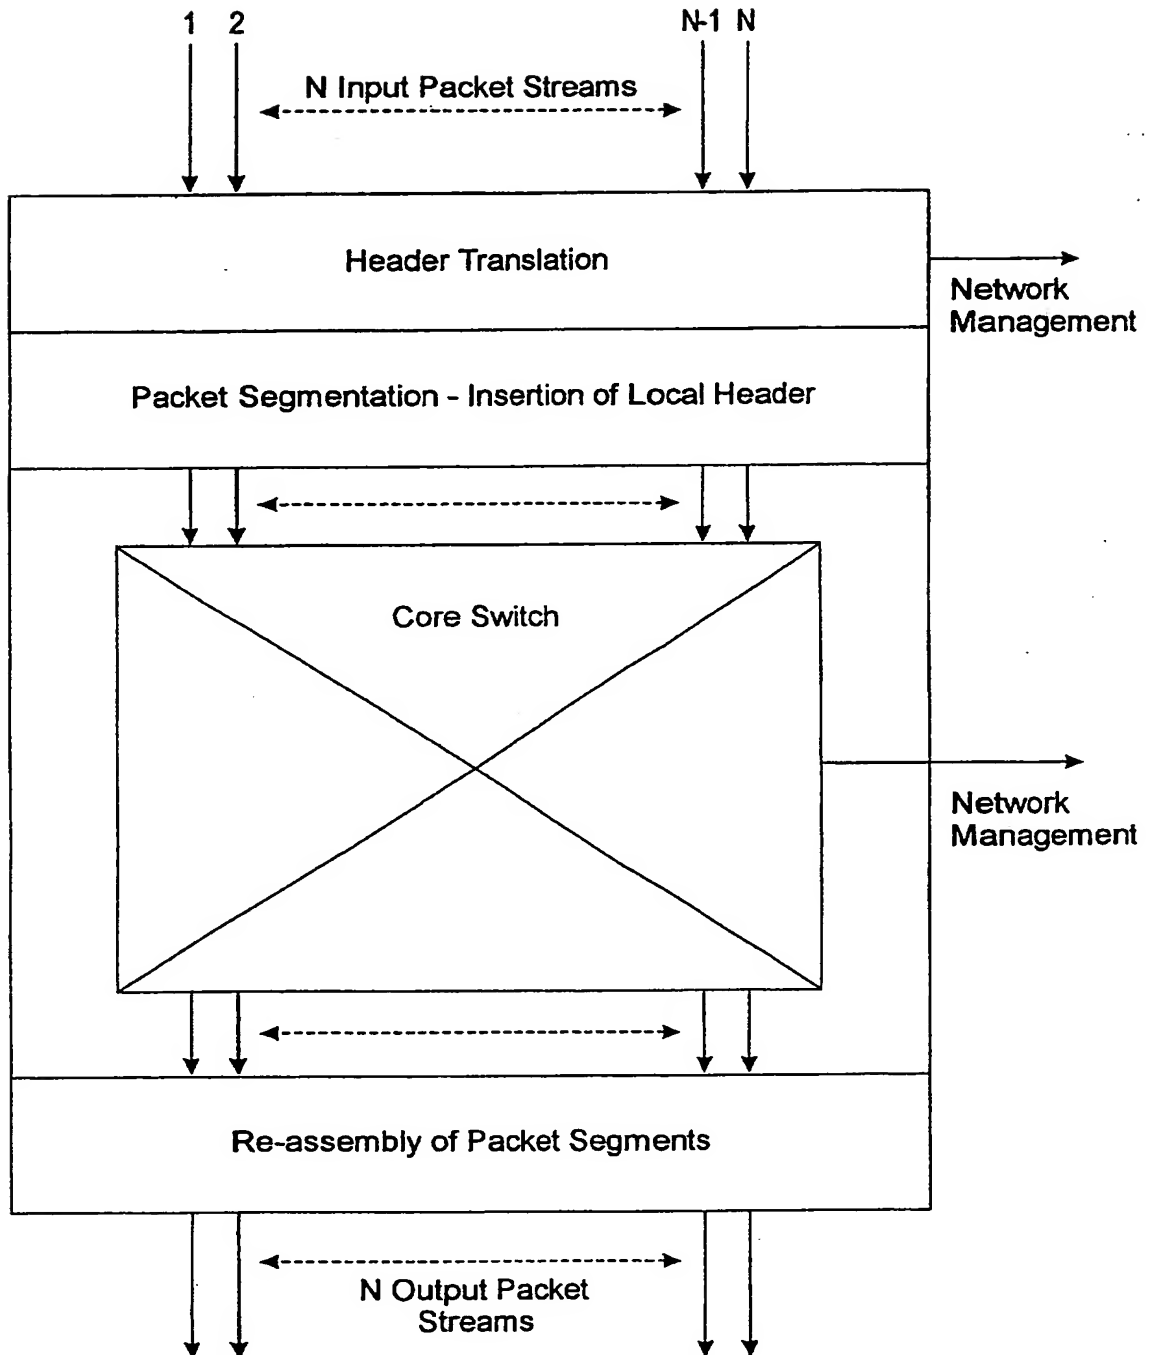 1 2 N-1 N
N Input Packet Streams
Header Translation
Network
Management
Packet Segmentation - Insertion of Local Header
Core Switch
Network
Management
Re-assembly of Packet Segments
N Output Packet
Streams